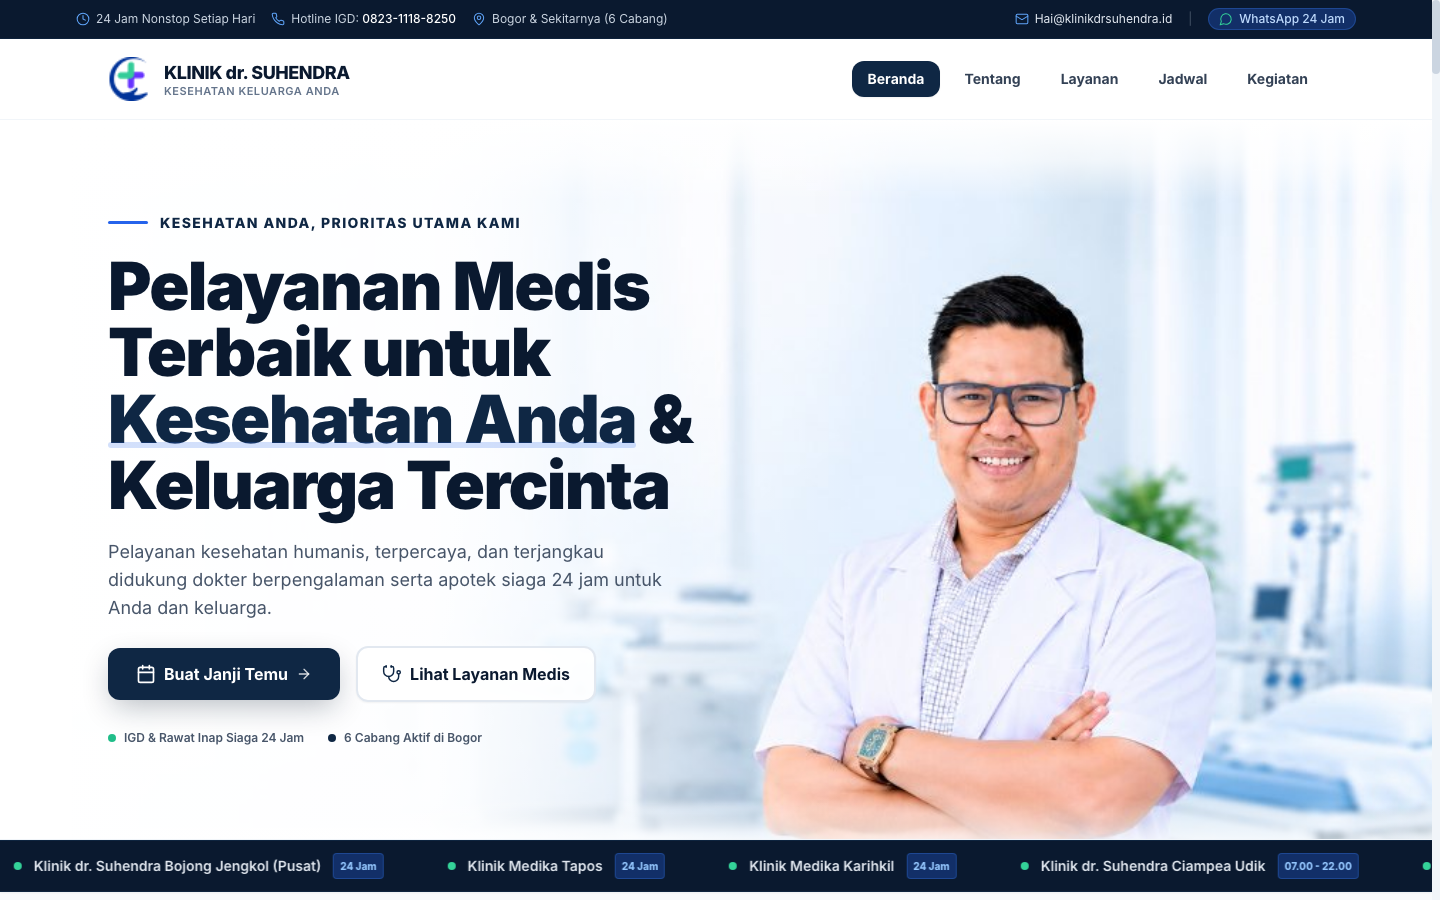 24 Jam Nonstop Setiap Hari
Hotline IGD: 0823-1118-8250
Bogor & Sekitarnya (6 Cabang)
Hai@klinikdrsuhendra.id
WhatsApp 24 Jam
KLINIK dr. SUHENDRA
KESEHATAN KELUARGA ANDA
Beranda
Tentang
Layanan
Jadwal
Kegiatan
KESEHATAN ANDA, PRIORITAS UTAMA KAMI
Pelayanan Medis
Terbaik untuk
Kesehatan Anda &
Keluarga Tercinta
Pelayanan kesehatan humanis, terpercaya, dan terjangkau
didukung dokter berpengalaman serta apotek siaga 24 jam untuk
Anda dan keluarga.
Buat Janji Temu
Lihat Layanan Medis
IGD & Rawat Inap Siaga 24 Jam
6 Cabang Aktif di Bogor
Klinik dr. Suhendra Bojong Jengkol (Pusat) 24 Jam
Klinik Medika Tapos 24 Jam
Klinik Medika Karihkil 24 Jam
Klinik dr. Suhendra Ciampea Udik 07.00 - 22.00